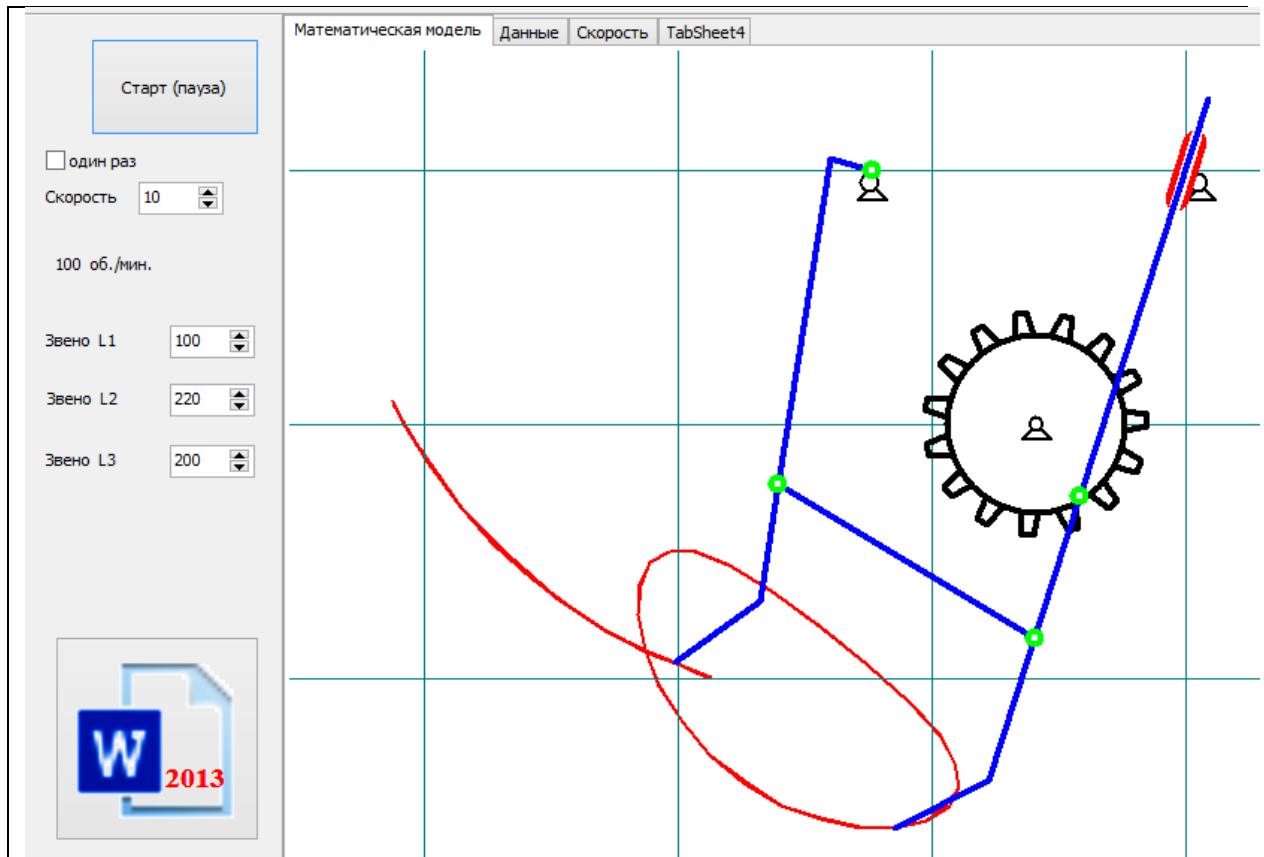 Математическая модель
Данные
Скорость
TabSheet4
Старт (пауза)
один раз
Скорость 10
100 об./мин.
Звено L1 100
Звено L2 220
Звено L3 200
W
2013